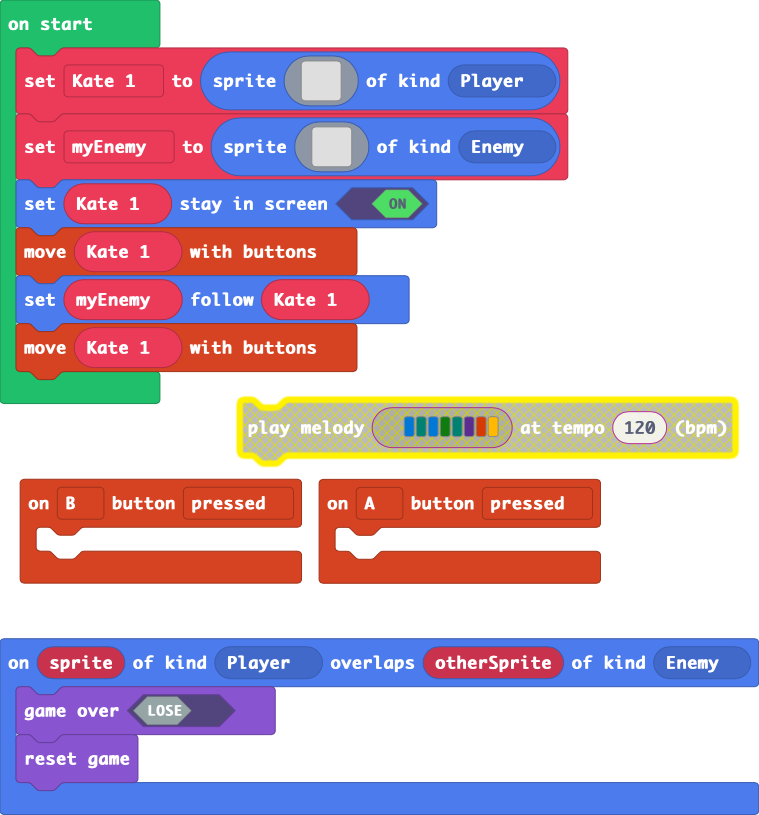 on start
set Kate 1 to sprite of kind Player
set myEnemy to sprite of kind Enemy
set Kate 1 stay in screen ON
move Kate 1 with buttons
set myEnemy follow Kate 1
move Kate 1 with buttons
play melody at tempo 120 (bpm)
on B button pressed
on A button pressed
on sprite of kind Player overlaps otherSprite of kind Enemy
game over LOSE
reset game